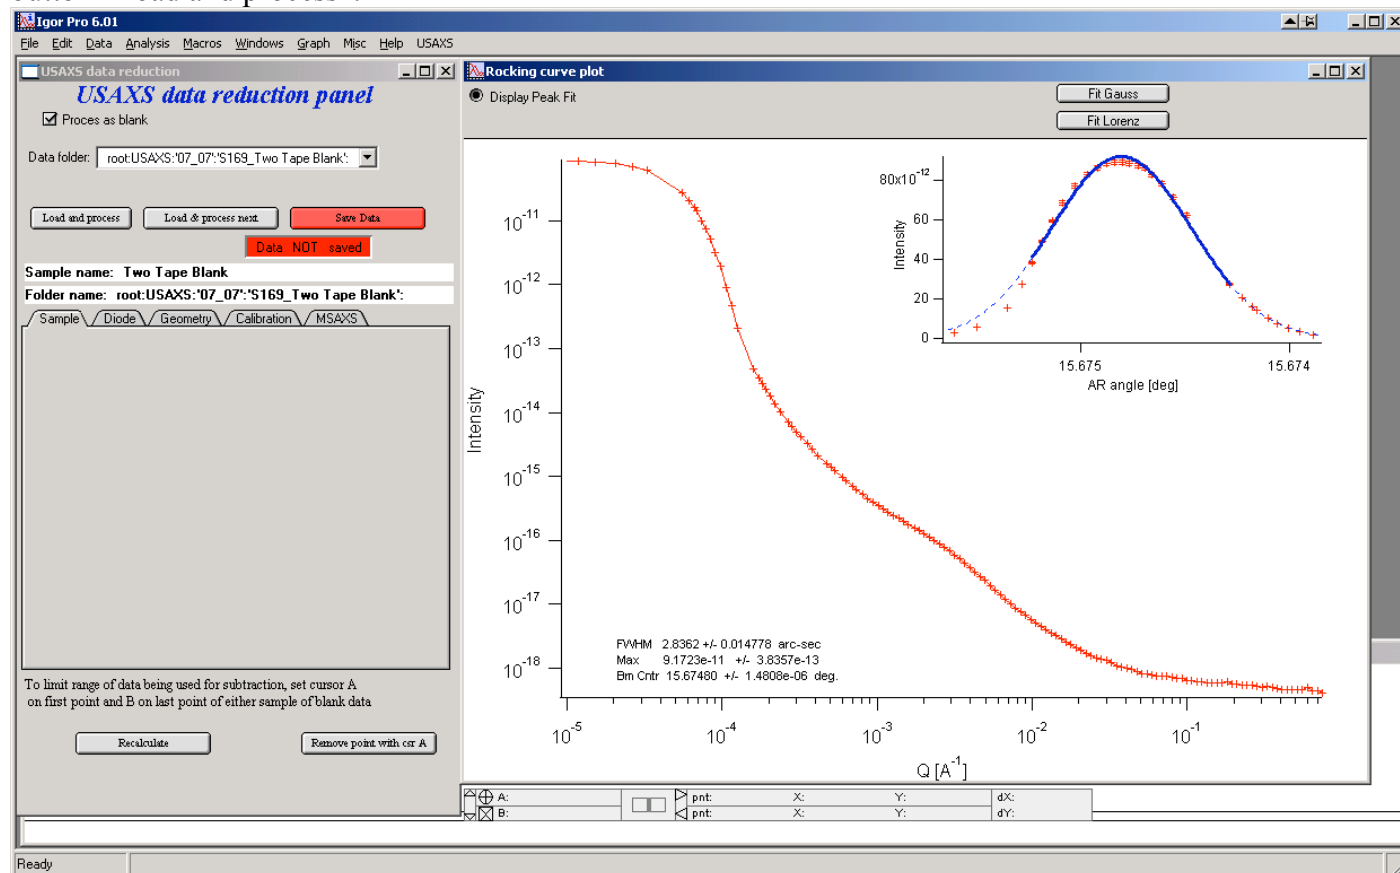 Igor Pro 6.01
File Edit Data Analysis Macros Windows Graph Misc Help USAXS
USAXS data reduction
USAXS data reduction panel
Proces as blank
Data folder: root:USAXS:'07_07':'S169_Two Tape Blank':
Load and process Load & process next Save Data
Data NOT saved
Sample name: Two Tape Blank
Folder name: root:USAXS:'07_07':'S169_Two Tape Blank':
Sample Diode Geometry Calibration MSAXS
To limit range of data being used for subtraction, set cursor A
on first point and B on last point of either sample of blank data
Recalculate Remove point with csr A
Rocking curve plot
Display Peak Fit
Fit Gauss
Fit Lorenz
Intensity
10^-11
10^-12
10^-13
10^-14
10^-15
10^-16
10^-17
10^-18
10^-5 10^-4 10^-3 10^-2 10^-1
Q [A^-1]
FWHM 2.8362 +/- 0.014778 arc-sec
Max 9.1723e-11 +/- 3.8357e-13
Bm Cntr 15.67480 +/- 1.4808e-06 deg.
Intensity
80x10^-12
60
40
20
0
15.675 15.674
AR angle [deg]
A: pnt: X: Y: dX:
B: pnt: X: Y: dY:
Ready